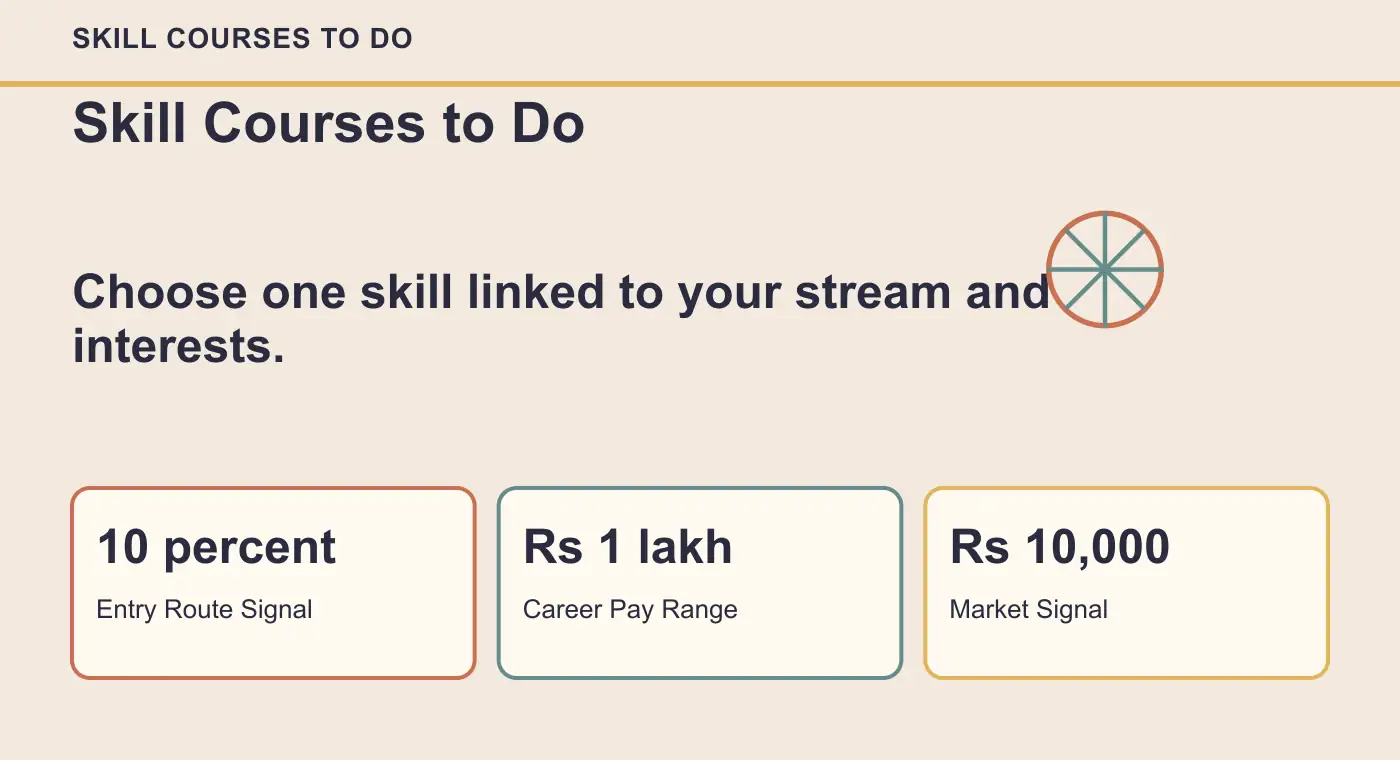 SKILL COURSES TO DO
Skill Courses to Do
Choose one skill linked to your stream and
interests.
10 percent
Entry Route Signal
Rs 1 lakh
Career Pay Range
Rs 10,000
Market Signal